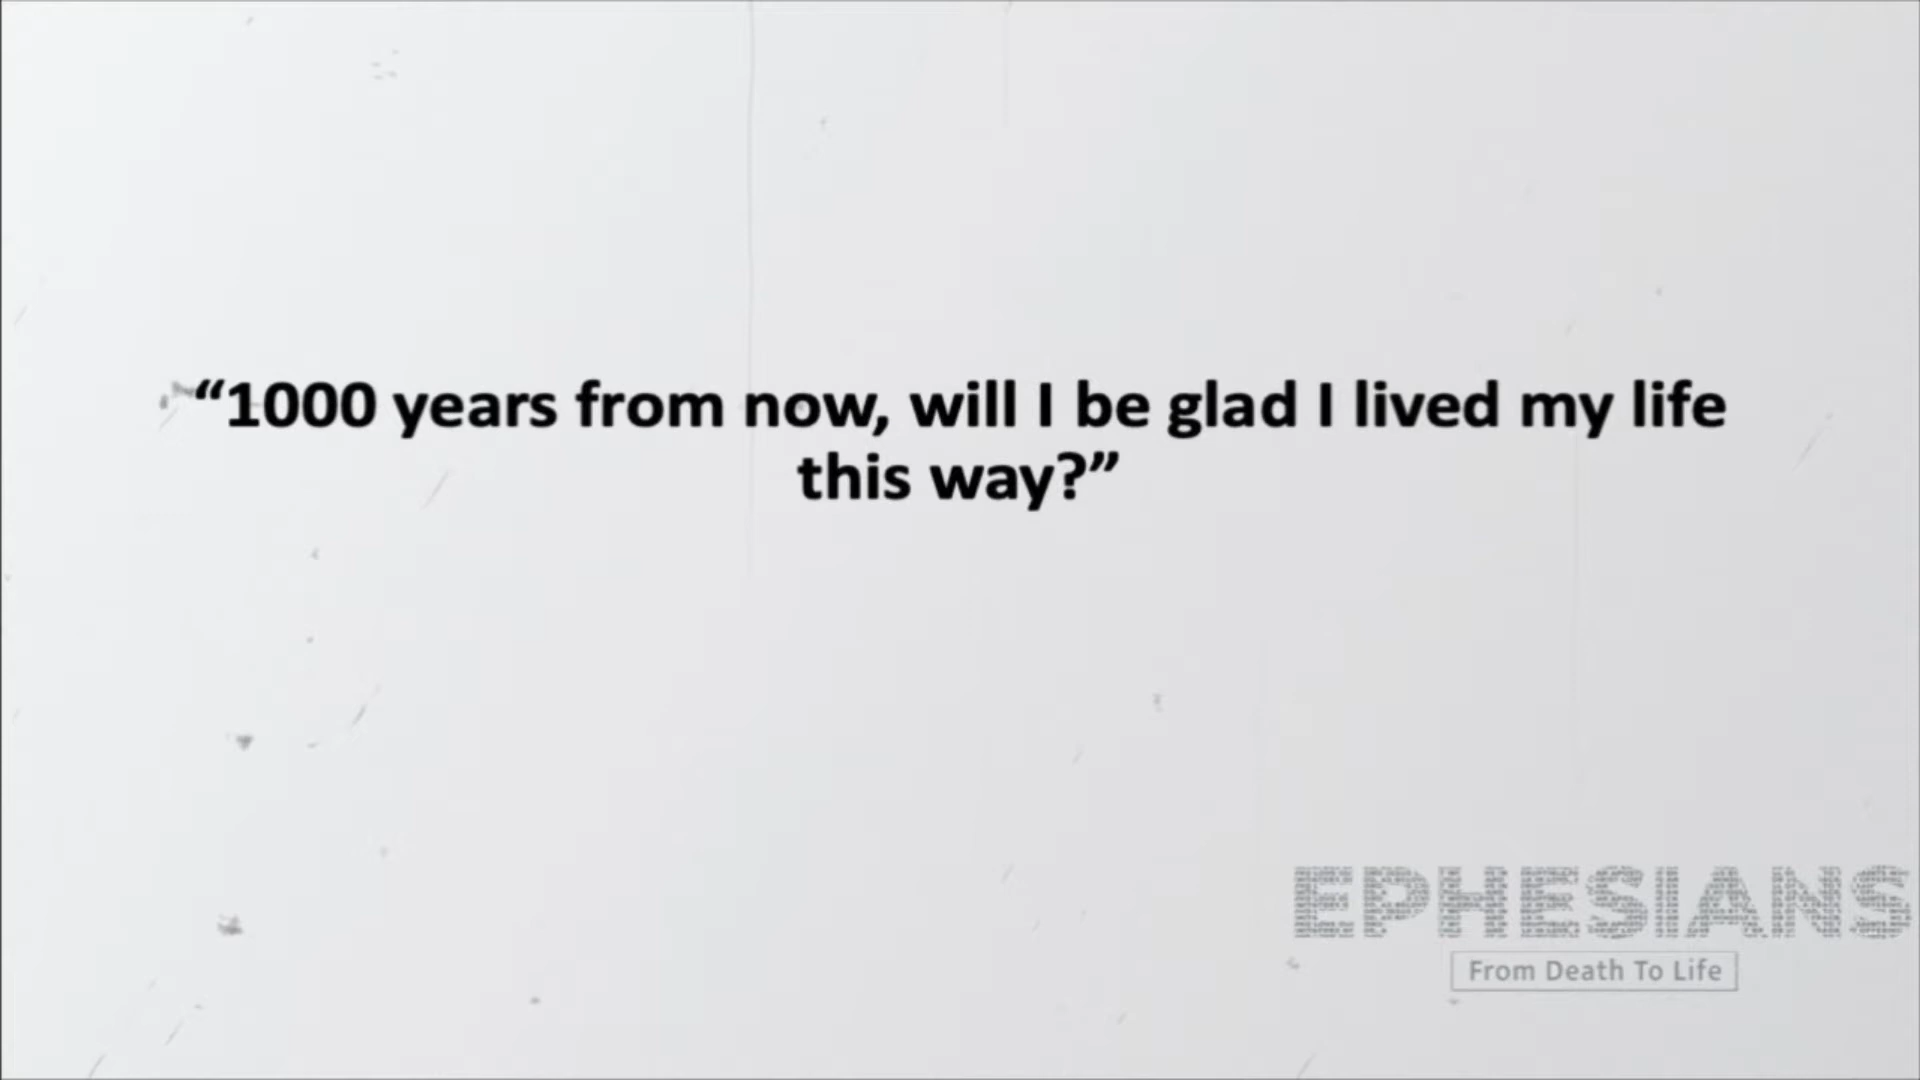 “1000 years from now, will I be glad I lived my life
this way?”
EPHESIANS
From Death To Life